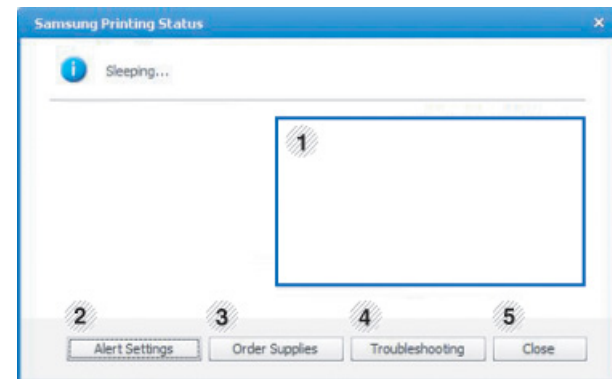 Samsung Printing Status
Sleeping...
1
2 3 4 5
Alert Settings Order Supplies Troubleshooting Close